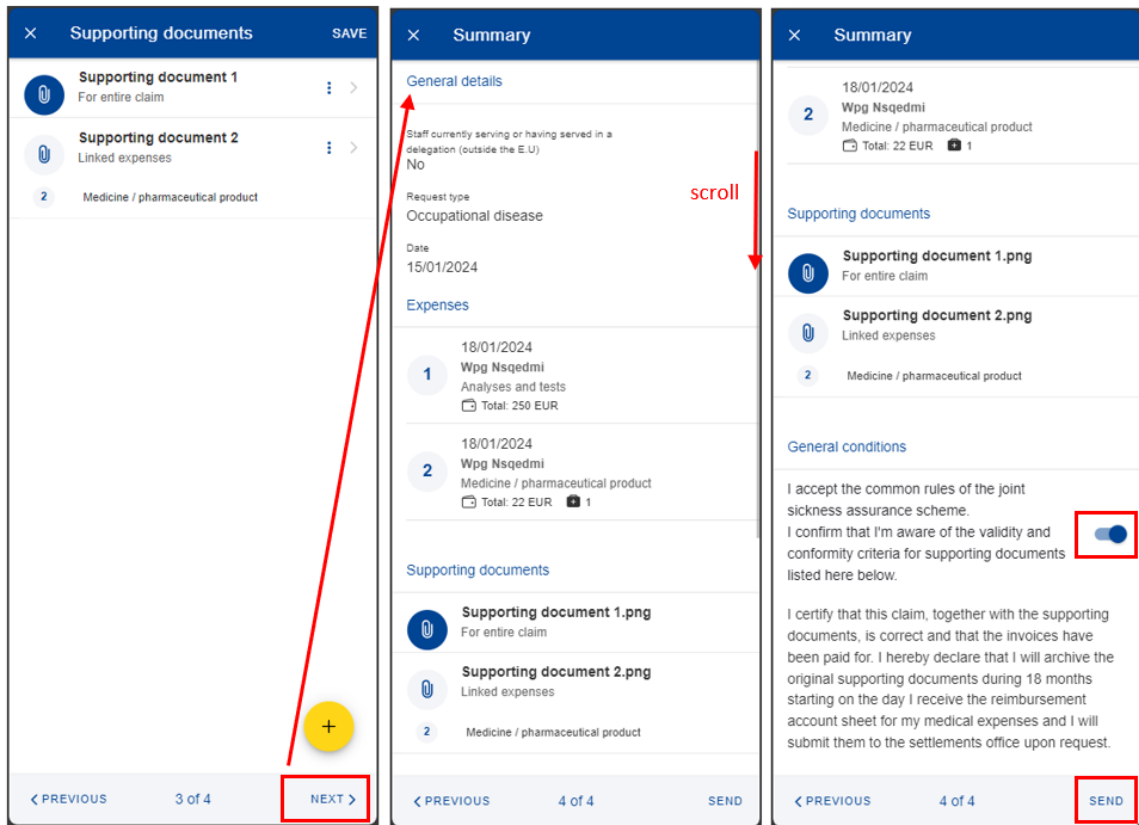 Supporting documents
SAVE
Supporting document 1
For entire claim
Supporting document 2
Linked expenses
2
Medicine / pharmaceutical product
+
PREVIOUS
3 of 4
NEXT
Summary
General details
Staff currently serving or having served in a
delegation (outside the E.U)
No
Request type
Occupational disease
Date
15/01/2024
Expenses
18/01/2024
1
Wpg Nsqedmi
Analyses and tests
Total: 250 EUR
18/01/2024
2
Wpg Nsqedmi
Medicine / pharmaceutical product
Total: 22 EUR 1
Supporting documents
Supporting document 1.png
For entire claim
Supporting document 2.png
Linked expenses
2
Medicine / pharmaceutical product
PREVIOUS
4 of 4
SEND
scroll
Summary
18/01/2024
2
Wpg Nsqedmi
Medicine / pharmaceutical product
Total: 22 EUR 1
Supporting documents
Supporting document 1.png
For entire claim
Supporting document 2.png
Linked expenses
2
Medicine / pharmaceutical product
General conditions
I accept the common rules of the joint
sickness assurance scheme.
I confirm that I'm aware of the validity and
conformity criteria for supporting documents
listed here below.
I certify that this claim, together with the supporting
documents, is correct and that the invoices have
been paid for. I hereby declare that I will archive the
original supporting documents during 18 months
starting on the day I receive the reimbursement
account sheet for my medical expenses and I will
submit them to the settlements office upon request.
PREVIOUS
4 of 4
SEND